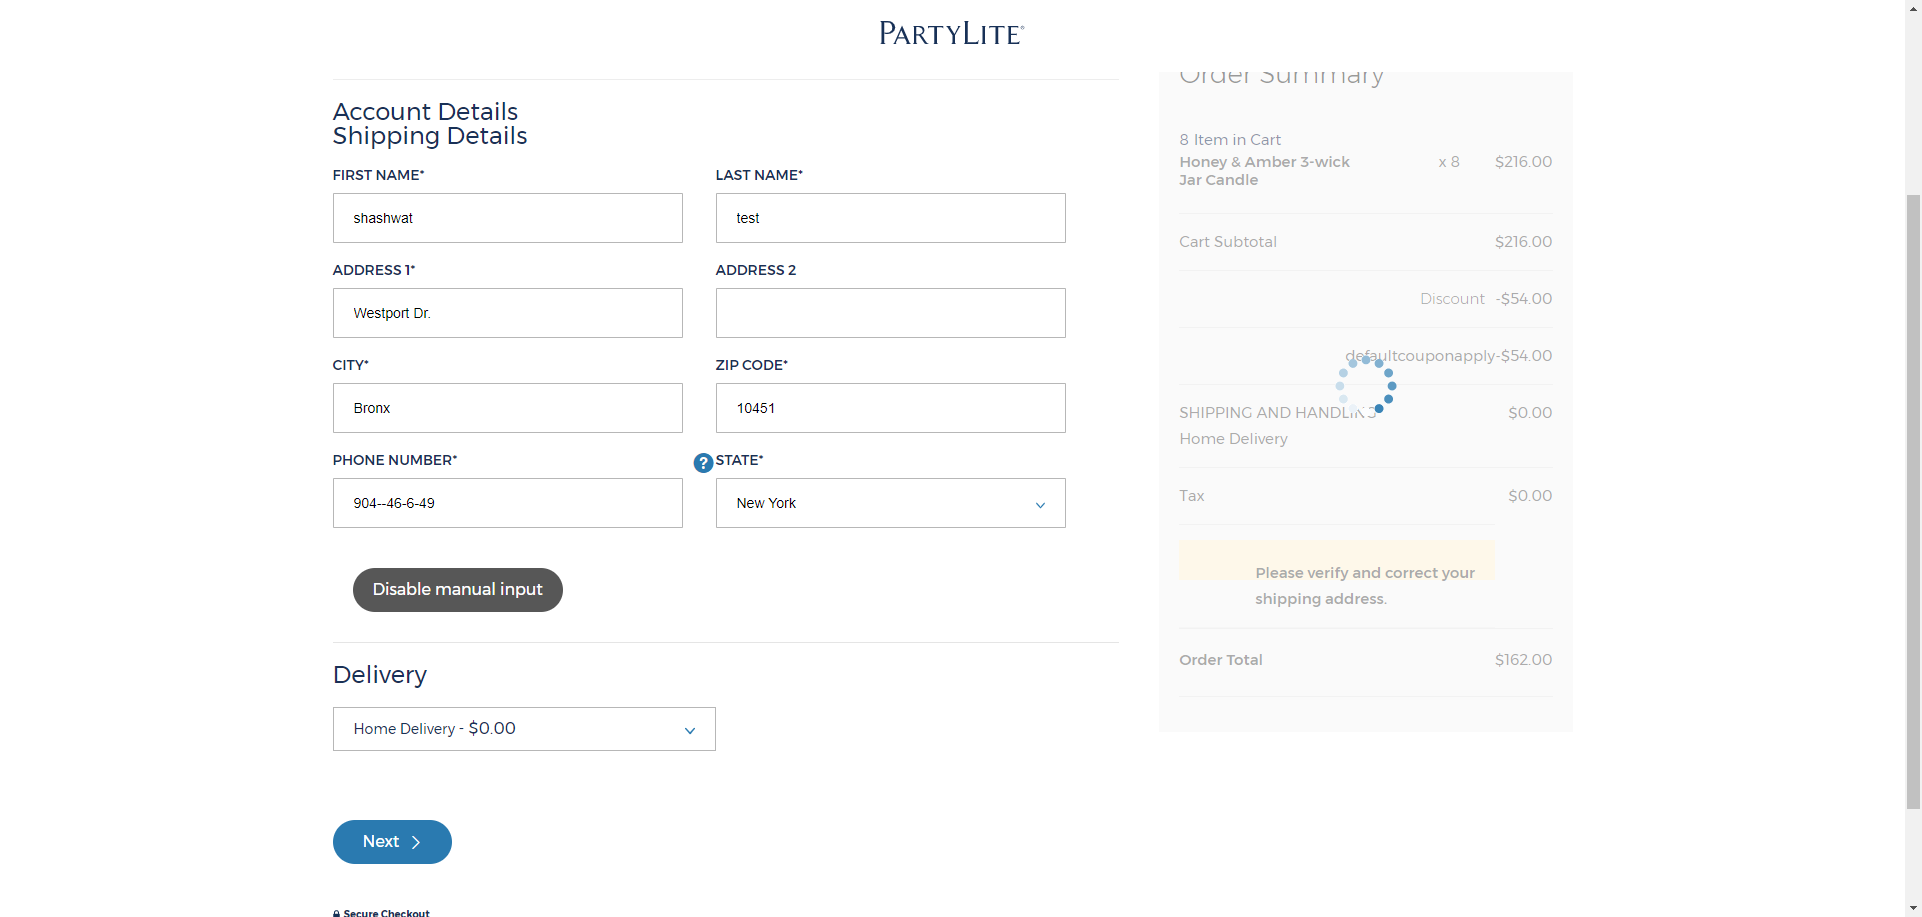 PARTYLITE®
Account Details
Shipping Details
FIRST NAME*
LAST NAME*
shashwat
test
ADDRESS 1*
ADDRESS 2
Westport Dr.
CITY*
ZIP CODE*
Bronx
10451
PHONE NUMBER*
? STATE*
904--46-6-49
New York
Disable manual input
Delivery
Home Delivery - $0.00
Next
Secure Checkout
Order Summary
8 Item in Cart
Honey & Amber 3-wick x 8 $216.00
Jar Candle
Cart Subtotal $216.00
Discount -$54.00
defaultcouponapply-$54.00
SHIPPING AND HANDLING $0.00
Home Delivery
Tax $0.00
Please verify and correct your
shipping address.
Order Total $162.00